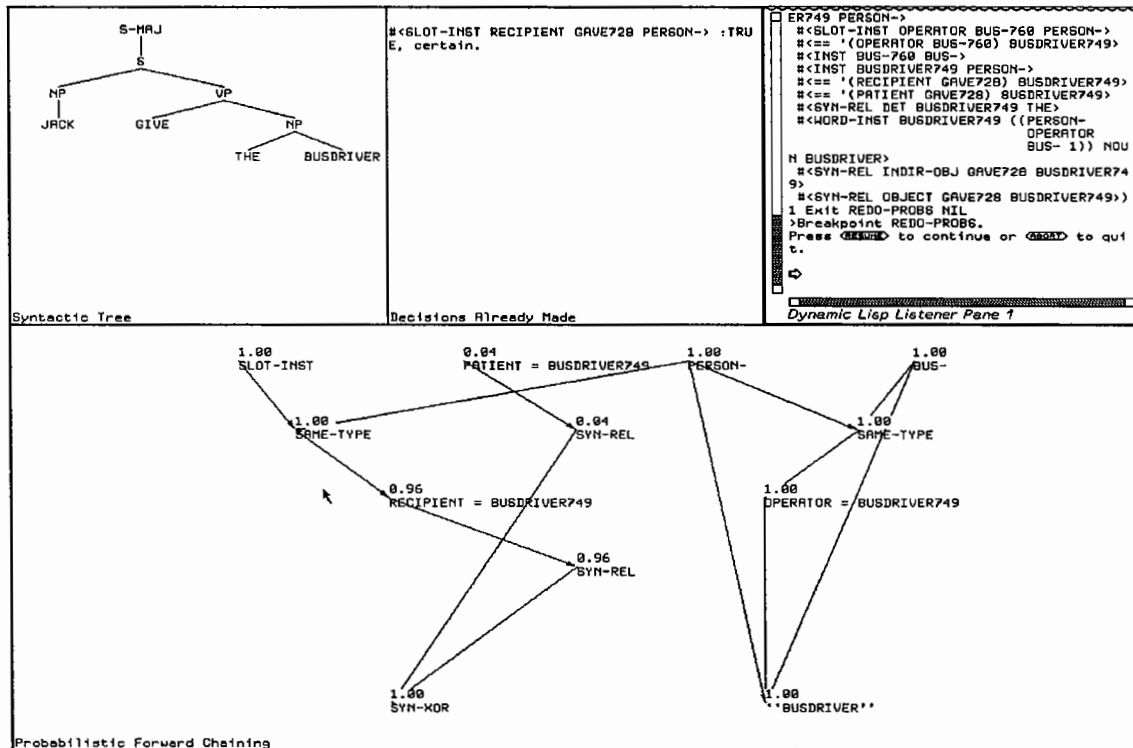 S-MAJ
S
NP VP
JACK GIVE NP
THE BUSDRIVER
Syntactic Tree
#<SLOT-INST RECIPIENT GAVE728 PERSON-> :TRU
E, certain.
Decisions Already Made
ER749 PERSON->
#<SLOT-INST OPERATOR BUS-760 PERSON->
#<== '(OPERATOR BUS-760) BUSDRIVER749>
#<INST BUS-760 BUS->
#<INST BUSDRIVER749 PERSON->
#<== '(RECIPIENT GAVE728) BUSDRIVER749>
#<== '(PATIENT GAVE728) BUSDRIVER749>
#<SYN-REL DET BUSDRIVER749 THE>
#<WORD-INST BUSDRIVER749 ((PERSON-
OPERATOR
BUS- 1)) NOU
N BUSDRIVER>
#<SYN-REL INDIR-OBJ GAVE728 BUSDRIVER74
9>
#<SYN-REL OBJECT GAVE728 BUSDRIVER749>)
1 Exit REDO-PROBS NIL
>Breakpoint REDO-PROBS.
Press <RESUME> to continue or <ABORT> to qui
t.
Dynamic Lisp Listener Pane 1
1.00 0.04 1.00 1.00
SLOT-INST PATIENT = BUSDRIVER749 PERSON- BUS-
1.00 0.04 1.00
SAME-TYPE SYN-REL SAME-TYPE
0.96 1.00
RECIPIENT = BUSDRIVER749 OPERATOR = BUSDRIVER749
0.96
SYN-REL
1.00 1.00
SYN-XOR ''BUSDRIVER''
Probabilistic Forward Chaining